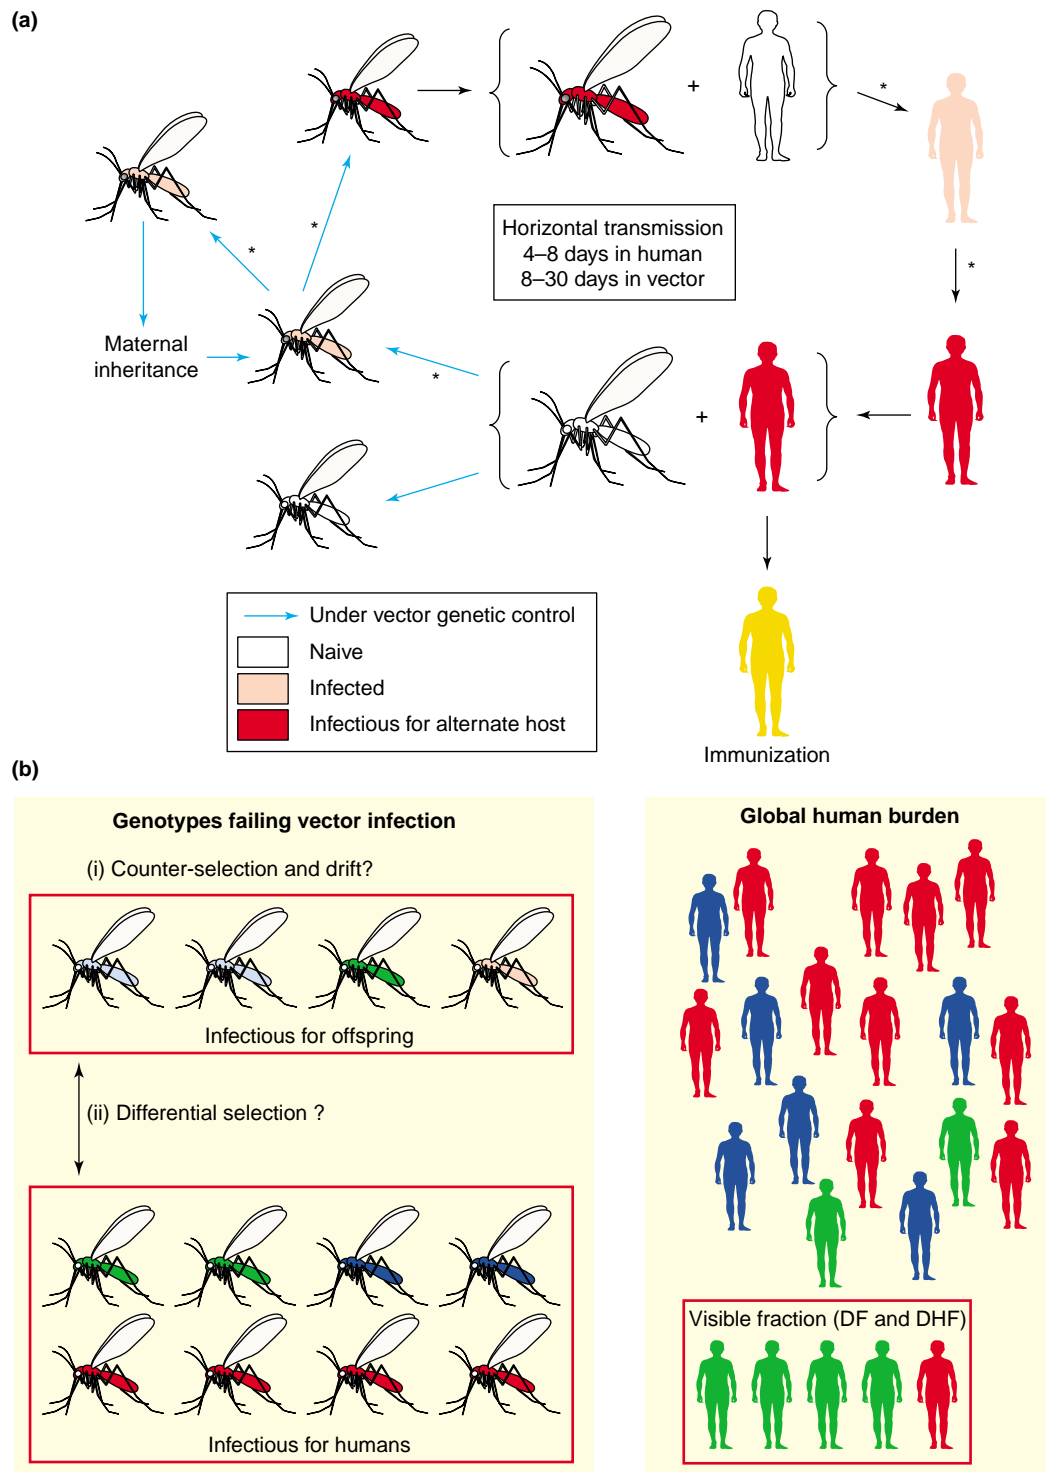 (a)
+
*
*
*
Horizontal transmission
4–8 days in human
8–30 days in vector
*
Maternal
inheritance
*
+
Under vector genetic control
Naive
Infected
Infectious for alternate host
Immunization
(b)
Genotypes failing vector infection
(i) Counter-selection and drift?
Infectious for offspring
(ii) Differential selection ?
Infectious for humans
Global human burden
Visible fraction (DF and DHF)